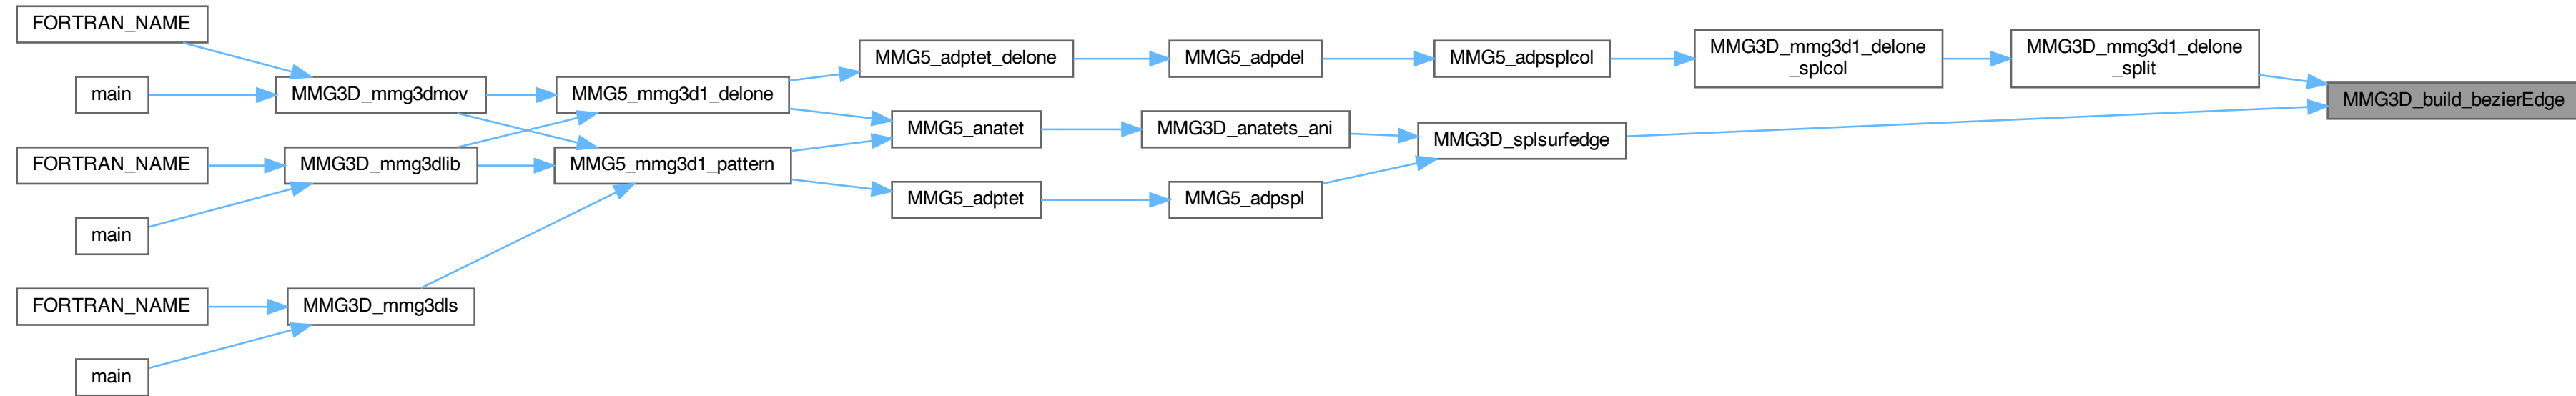 FORTRAN_NAME
main
MMG3D_mmg3dmov
FORTRAN_NAME
MMG3D_mmg3dlib
main
FORTRAN_NAME
MMG3D_mmg3dls
main
MMG5_mmg3d1_delone
MMG5_mmg3d1_pattern
MMG5_adptet_delone
MMG5_anatet
MMG5_adptet
MMG5_adpdel
MMG3D_anatets_ani
MMG5_adpspl
MMG5_adpsplcol
MMG3D_splsurfedge
MMG3D_mmg3d1_delone
_splcol
MMG3D_mmg3d1_delone
_split
MMG3D_build_bezierEdge